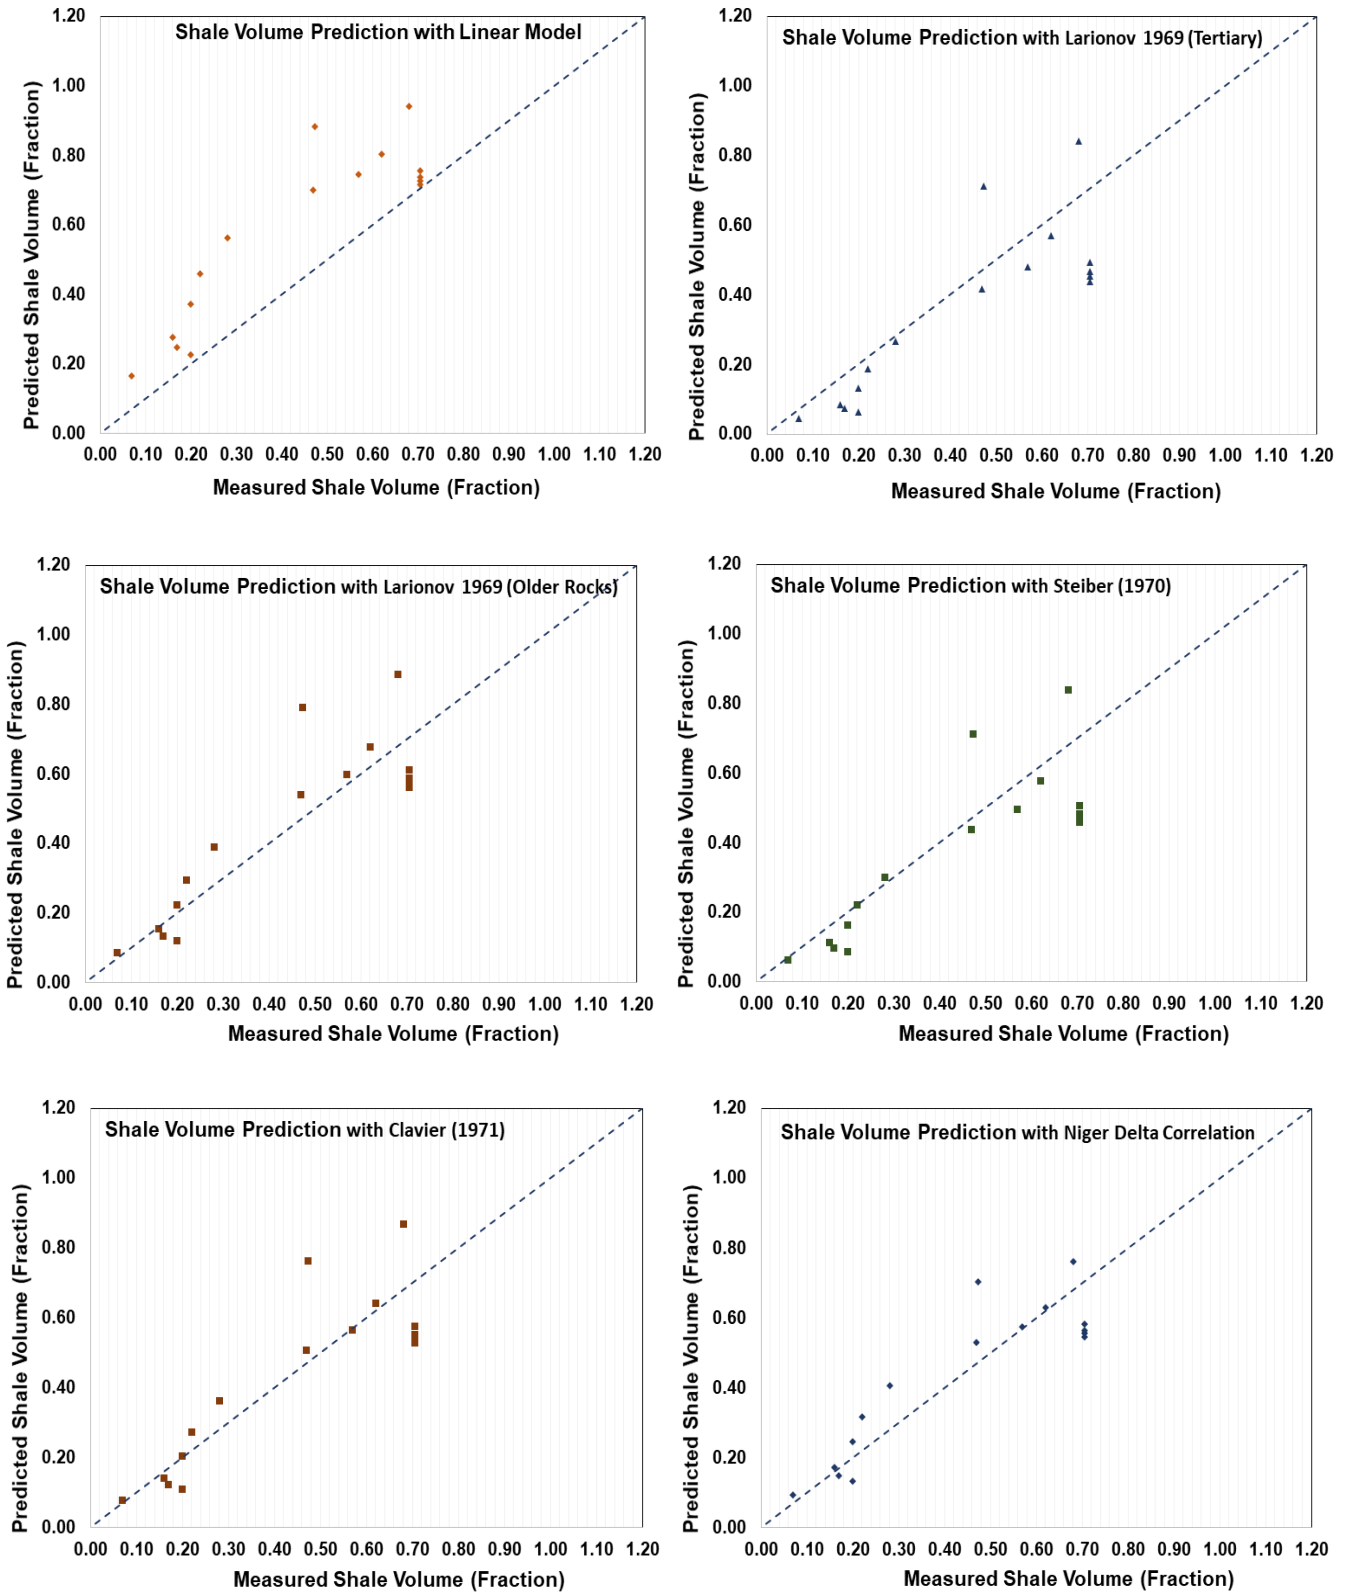 Shale Volume Prediction with Linear Model
Predicted Shale Volume (Fraction)
1.20
1.00
0.80
0.60
0.40
0.20
0.00
0.00 0.10 0.20 0.30 0.40 0.50 0.60 0.70 0.80 0.90 1.00 1.10 1.20
Measured Shale Volume (Fraction)
Shale Volume Prediction with Larionov 1969 (Tertiary)
Predicted Shale Volume (Fraction)
1.20
1.00
0.80
0.60
0.40
0.20
0.00
0.00 0.10 0.20 0.30 0.40 0.50 0.60 0.70 0.80 0.90 1.00 1.10 1.20
Measured Shale Volume (Fraction)
Shale Volume Prediction with Larionov 1969 (Older Rocks)
Predicted Shale Volume (Fraction)
1.20
1.00
0.80
0.60
0.40
0.20
0.00
0.00 0.10 0.20 0.30 0.40 0.50 0.60 0.70 0.80 0.90 1.00 1.10 1.20
Measured Shale Volume (Fraction)
Shale Volume Prediction with Steiber (1970)
Predicted Shale Volume (Fraction)
1.20
1.00
0.80
0.60
0.40
0.20
0.00
0.00 0.10 0.20 0.30 0.40 0.50 0.60 0.70 0.80 0.90 1.00 1.10 1.20
Measured Shale Volume (Fraction)
Shale Volume Prediction with Clavier (1971)
Predicted Shale Volume (Fraction)
1.20
1.00
0.80
0.60
0.40
0.20
0.00
0.00 0.10 0.20 0.30 0.40 0.50 0.60 0.70 0.80 0.90 1.00 1.10 1.20
Measured Shale Volume (Fraction)
Shale Volume Prediction with Niger Delta Correlation
Predicted Shale Volume (Fraction)
1.20
1.00
0.80
0.60
0.40
0.20
0.00
0.00 0.10 0.20 0.30 0.40 0.50 0.60 0.70 0.80 0.90 1.00 1.10 1.20
Measured Shale Volume (Fraction)